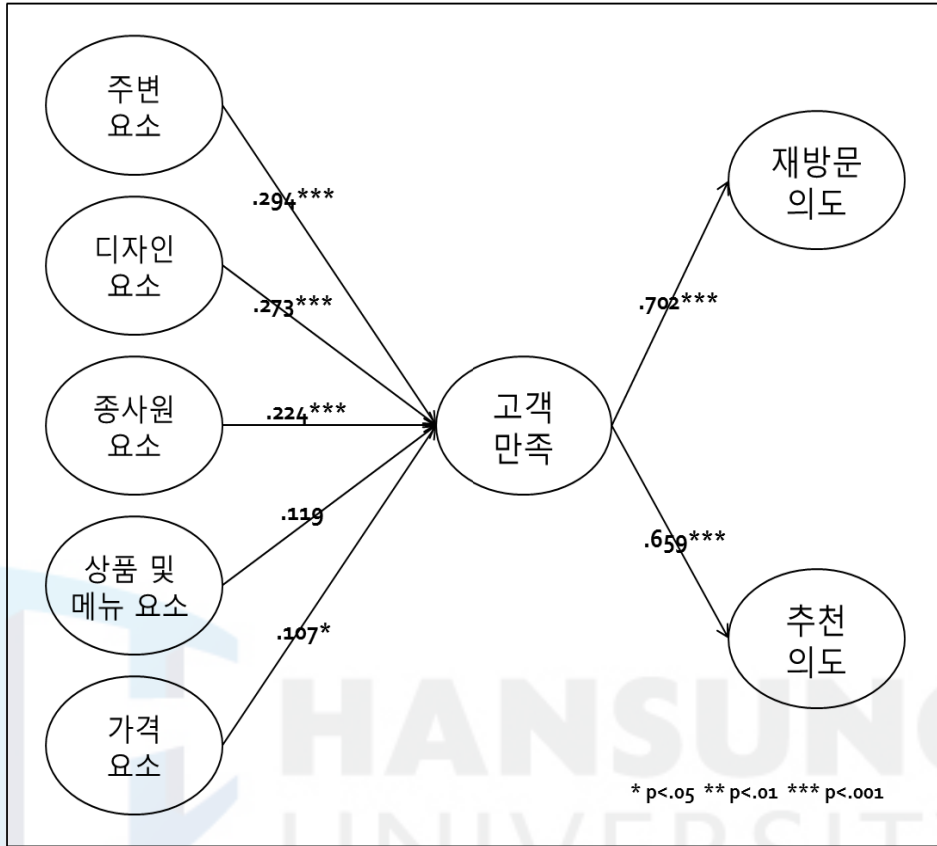 주변
요소
.294***
디자인
요소
.273***
종사원
요소
.224***
상품 및
메뉴 요소
.119
가격
요소
.107*
고객
만족
.702***
재방문
의도
.659***
추천
의도
* p<.05 ** p<.01 *** p<.001
HANSUNG
UNIVERSITY